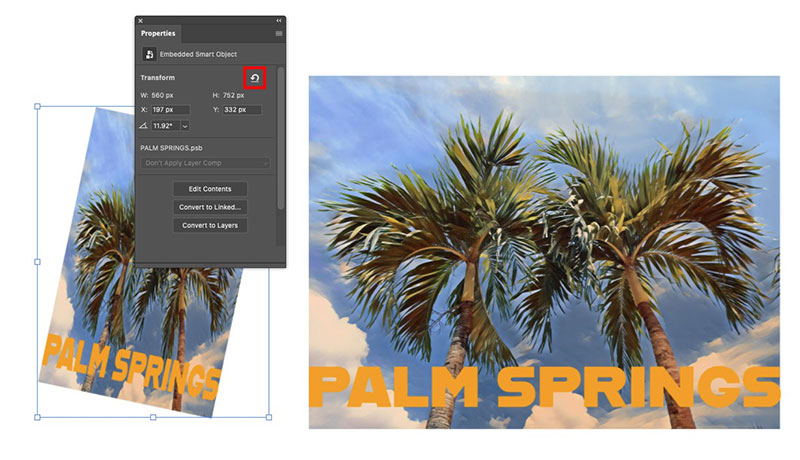 Properties
Embedded Smart Object
Transform
W: 560 px H: 752 px
X: 197 px Y: 332 px
11.92°
PALM SPRINGS.psb
Don't Apply Layer Comp
Edit Contents
Convert to Linked...
Convert to Layers
PALM SPRINGS
PALM SPRINGS